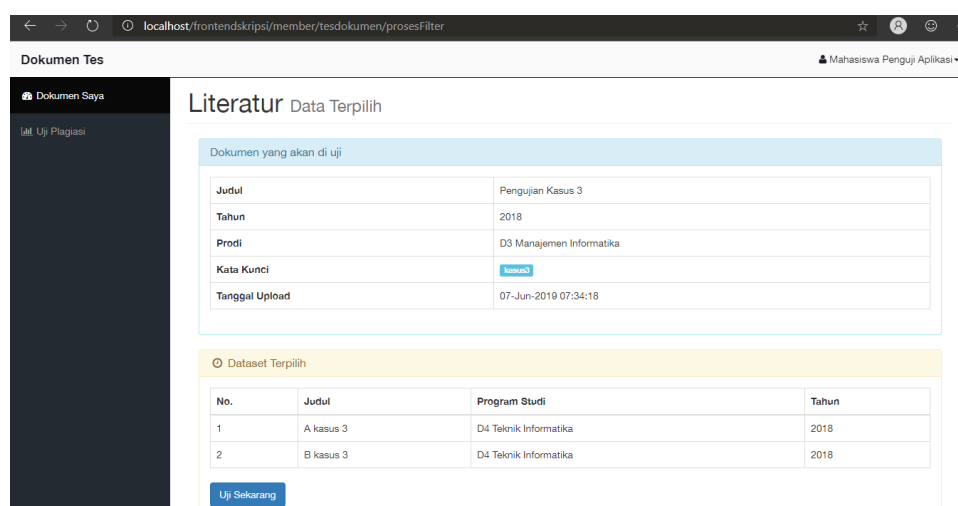 localhost/frontendskripsi/member/tesdokumen/prosesFilter
Dokumen Tes
Mahasiswa Penguji Aplikasi
Dokumen Saya
Uji Plagiasi
Literatur Data Terpilih
Dokumen yang akan di uji
Judul Pengujian Kasus 3
Tahun 2018
Prodi D3 Manajemen Informatika
Kata Kunci kasus3
Tanggal Upload 07-Jun-2019 07:34:18
Dataset Terpilih
No. Judul Program Studi Tahun
1 A kasus 3 D4 Teknik Informatika 2018
2 B kasus 3 D4 Teknik Informatika 2018
Uji Sekarang